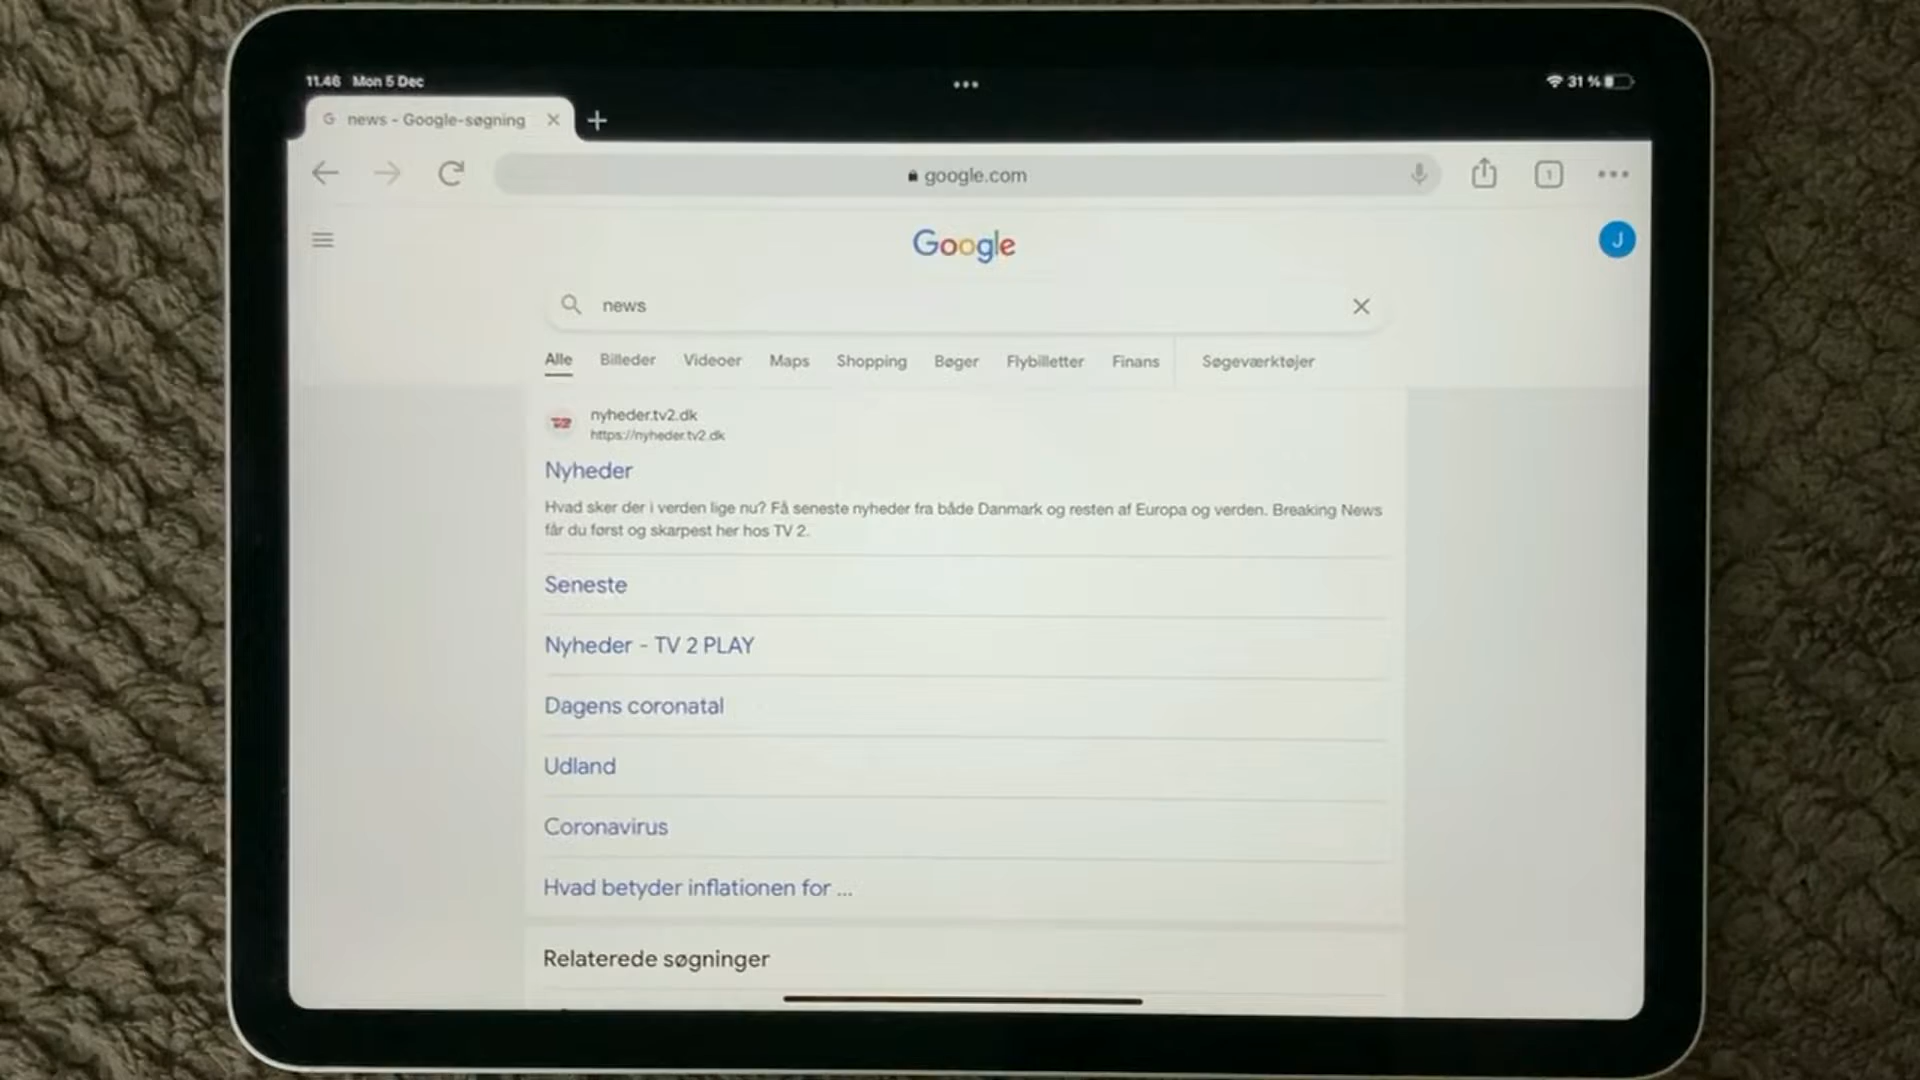 11.46 Mon 5 Dec
31 %
G news - Google-søgning
google.com
1
Google
J
news
Alle Billeder Videoer Maps Shopping Bøger Flybilletter Finans Søgeværktøjer
nyheder.tv2.dk
https://nyheder.tv2.dk
Nyheder
Hvad sker der i verden lige nu? Få seneste nyheder fra både Danmark og resten af Europa og verden. Breaking News
får du først og skarpest her hos TV 2.
Seneste
Nyheder - TV 2 PLAY
Dagens coronatal
Udland
Coronavirus
Hvad betyder inflationen for ...
Relaterede søgninger